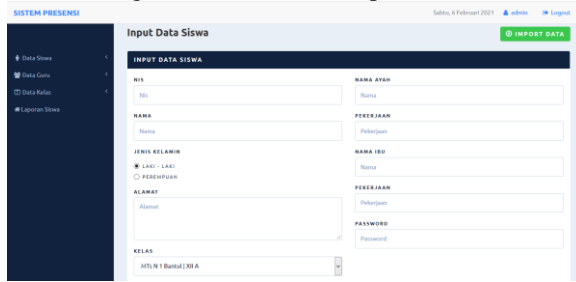 SISTEM PRESENSI
Sabtu, 6 Februari 2021 admin Logout
Input Data Siswa
IMPORT DATA
Data Siswa
Data Guru
Data Kelas
Laporan Siswa
INPUT DATA SISWA
NIS
Nis
NAMA
Nama
JENIS KELAMIN
LAKI - LAKI
PEREMPUAN
ALAMAT
Alamat
KELAS
MTs N 1 Bantul | XII A
NAMA AYAH
Nama
PEKERJAAN
Pekerjaan
NAMA IBU
Nama
PEKERJAAN
Pekerjaan
PASSWORD
Password